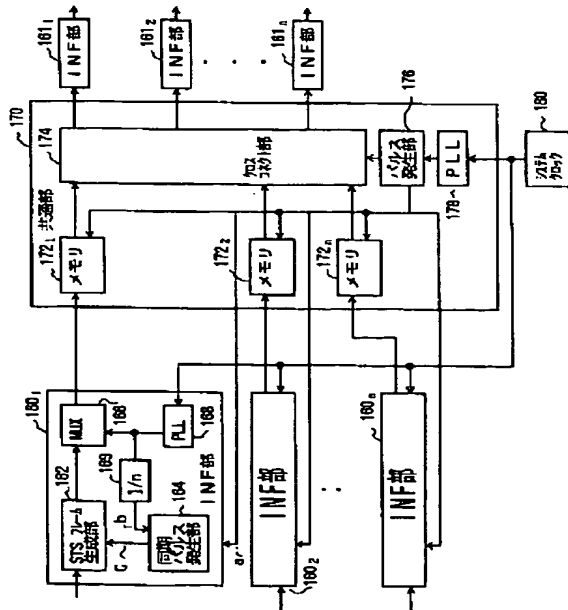 161₁
INF部
161₂
INF部
161ₙ
INF部
170
174
クロス
コネクト部
176
パルス
発生部
178
PLL
180
システム
クロック
共通部
172₁
メモリ
172₂
メモリ
172ₙ
メモリ
160₁
166
MUX
168
PLL
162
STSフレーム
生成部
169
1/n
164
同期
パルス
発生部
INF部
a
b
C
INF部
160₂
160ₙ
INF部